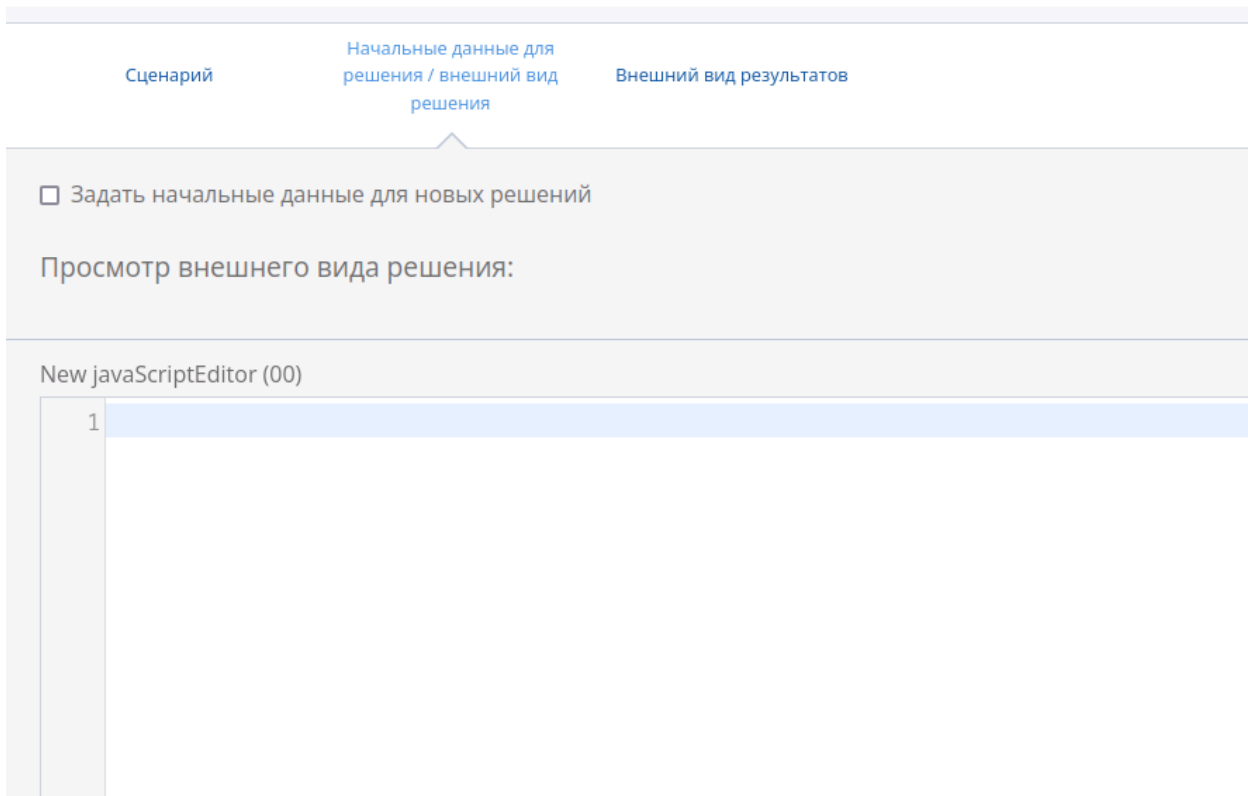 Сценарий
Начальные данные для
решения / внешний вид
решения
Внешний вид результатов
Задать начальные данные для новых решений
Просмотр внешнего вида решения:
New javaScriptEditor (00)
1